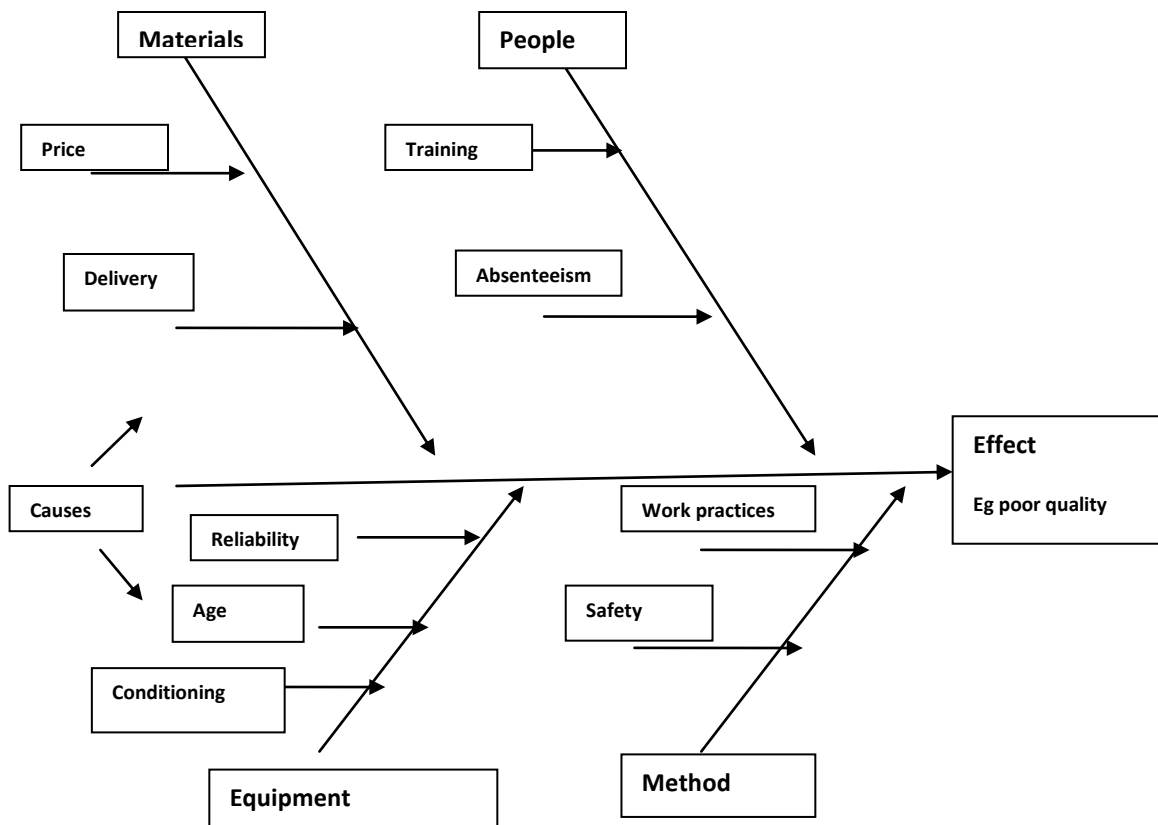 Materials
People
Price
Training
Delivery
Absenteeism
Effect
Eg poor quality
Causes
Work practices
Reliability
Age
Safety
Conditioning
Equipment
Method